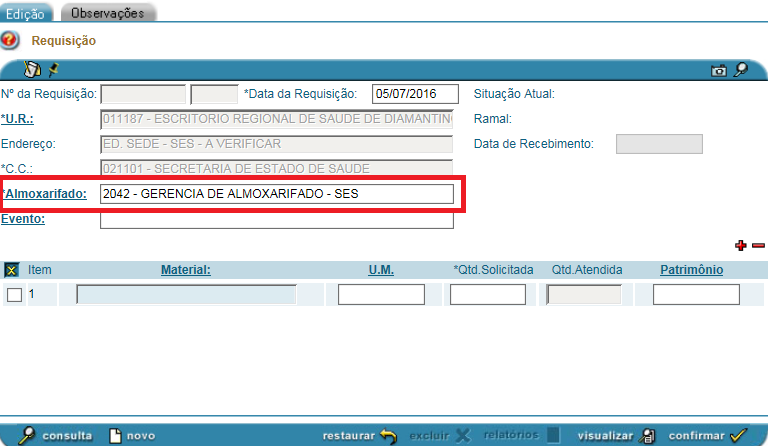 Edição Observações
Requisição
Nº da Requisição: *Data da Requisição: 05/07/2016 Situação Atual:
*U.R.: 011187 - ESCRITORIO REGIONAL DE SAUDE DE DIAMANTIN Ramal:
Endereço: ED. SEDE - SES - A VERIFICAR Data de Recebimento:
*C.C.: 021101 - SECRETARIA DE ESTADO DE SAUDE
*Almoxarifado: 2042 - GERENCIA DE ALMOXARIFADO - SES
Evento:
Item Material: U.M. *Qtd.Solicitada Qtd.Atendida Patrimônio
1
consulta novo restaurar excluir relatórios visualizar confirmar